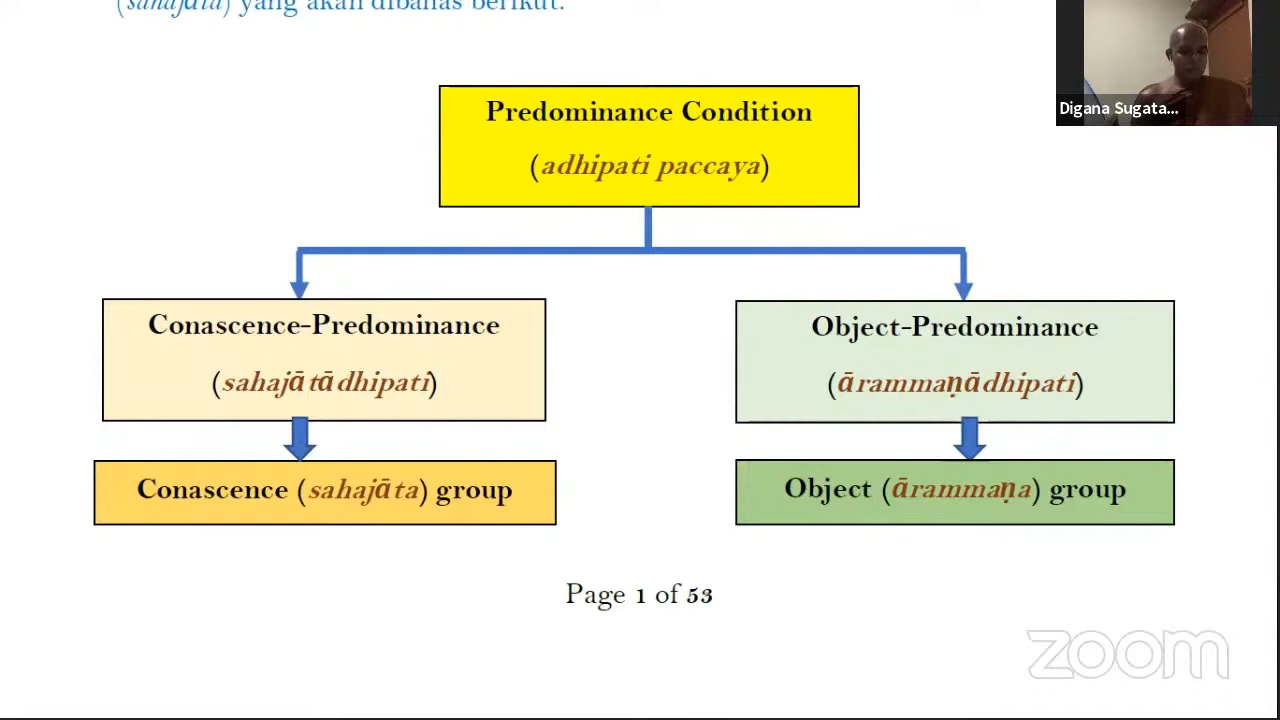 (sahajāta) yang akan dibahas berikut.
Digana Sugata...
Predominance Condition
(adhipati paccaya)
Conascence-Predominance
(sahajātādhipati)
Object-Predominance
(ārammaṇādhipati)
Conascence (sahajāta) group
Object (ārammaṇa) group
Page 1 of 53
zoom